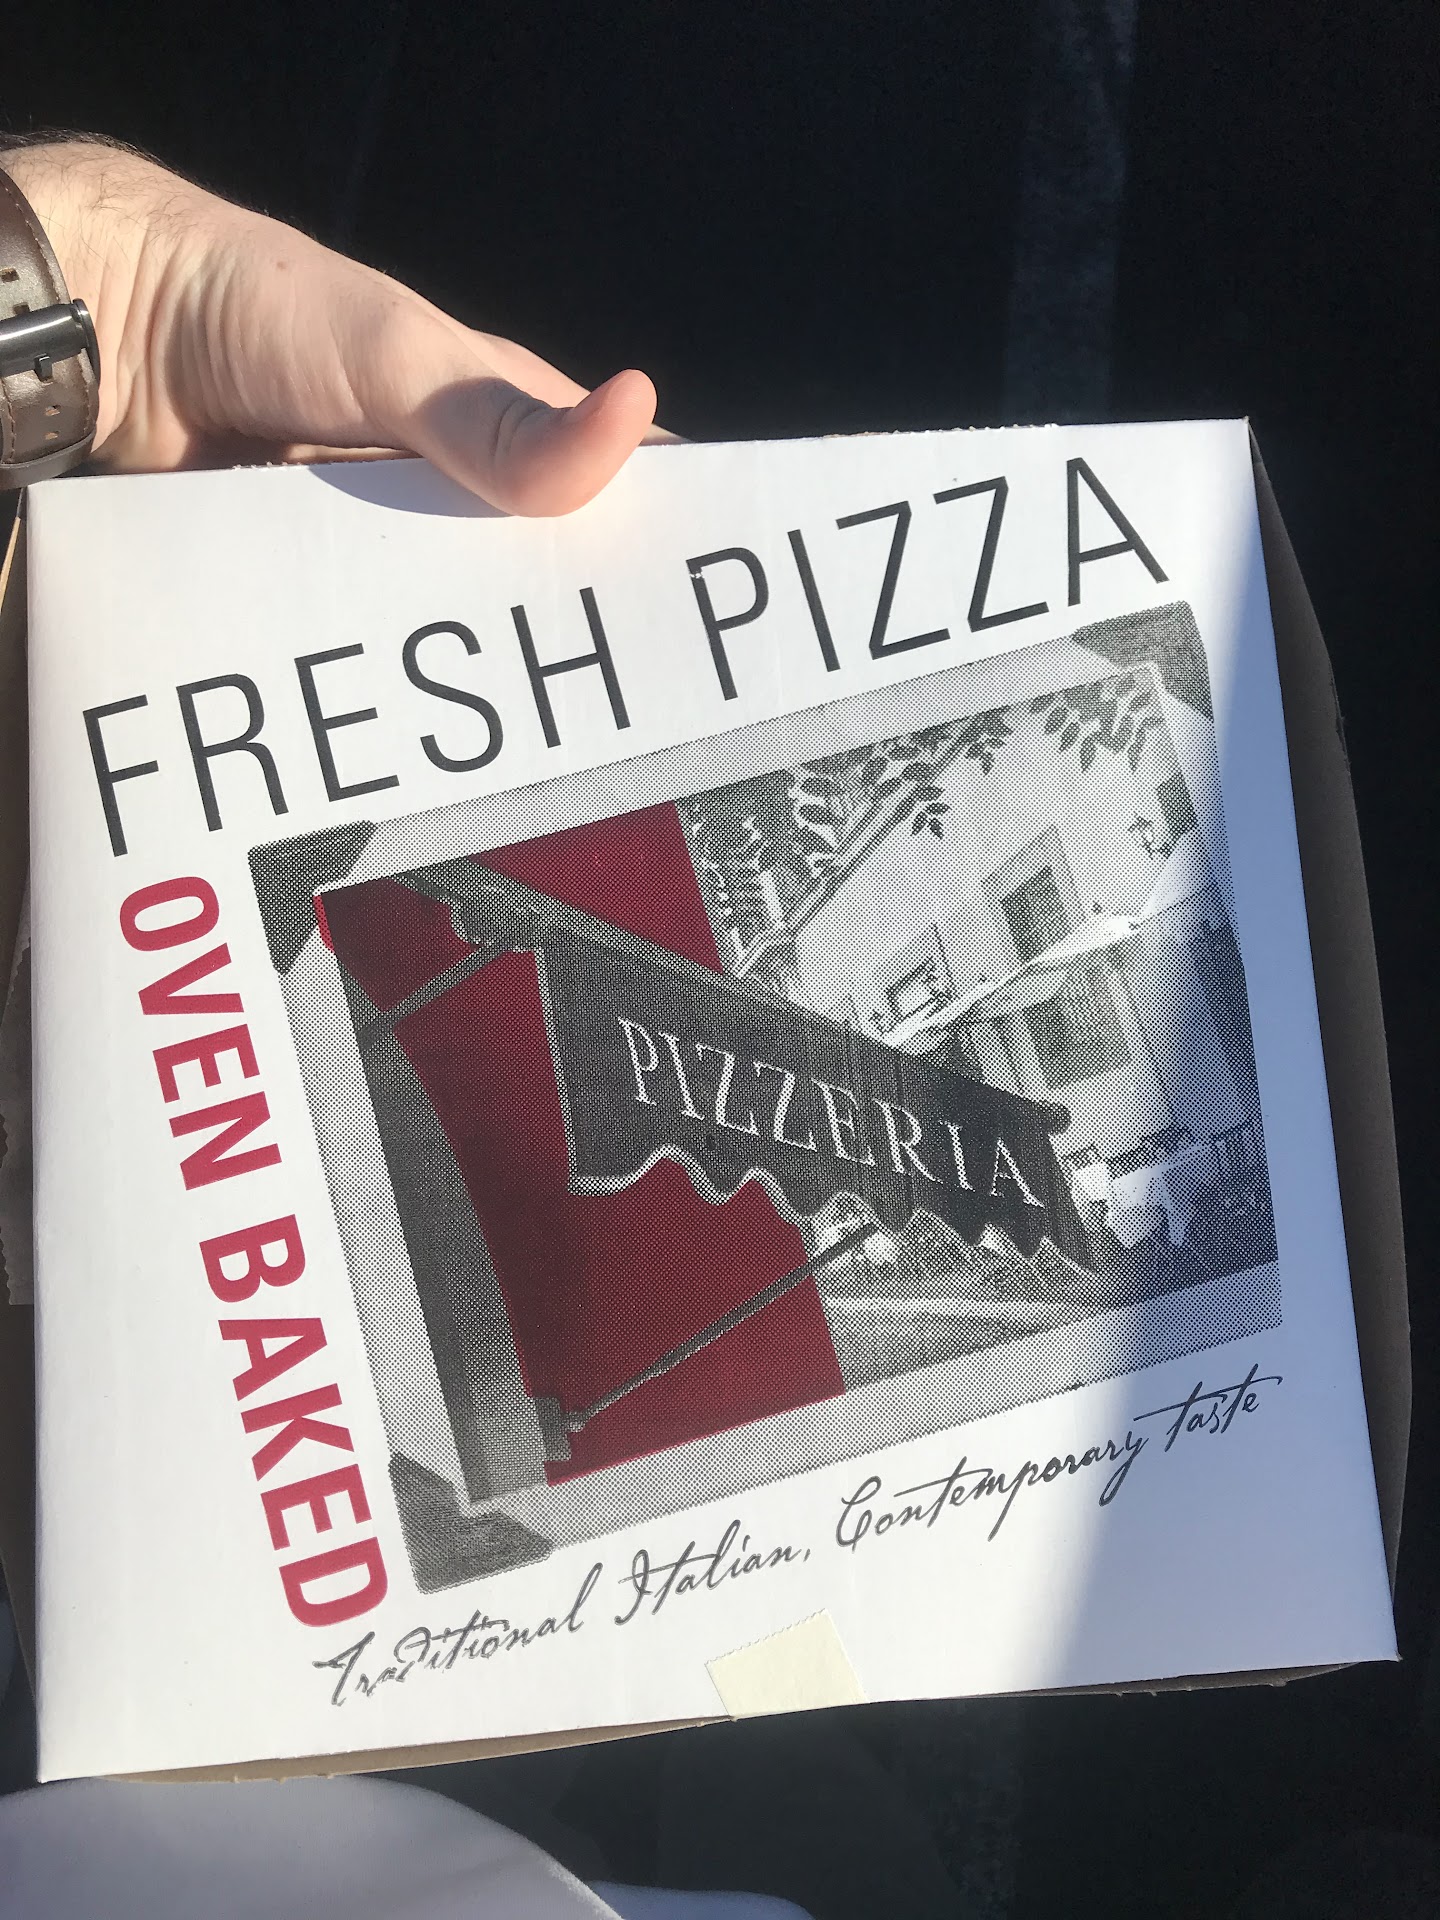 FRESH PIZZA
OVEN BAKED
PIZZERIA
Traditional Italian, Contemporary taste